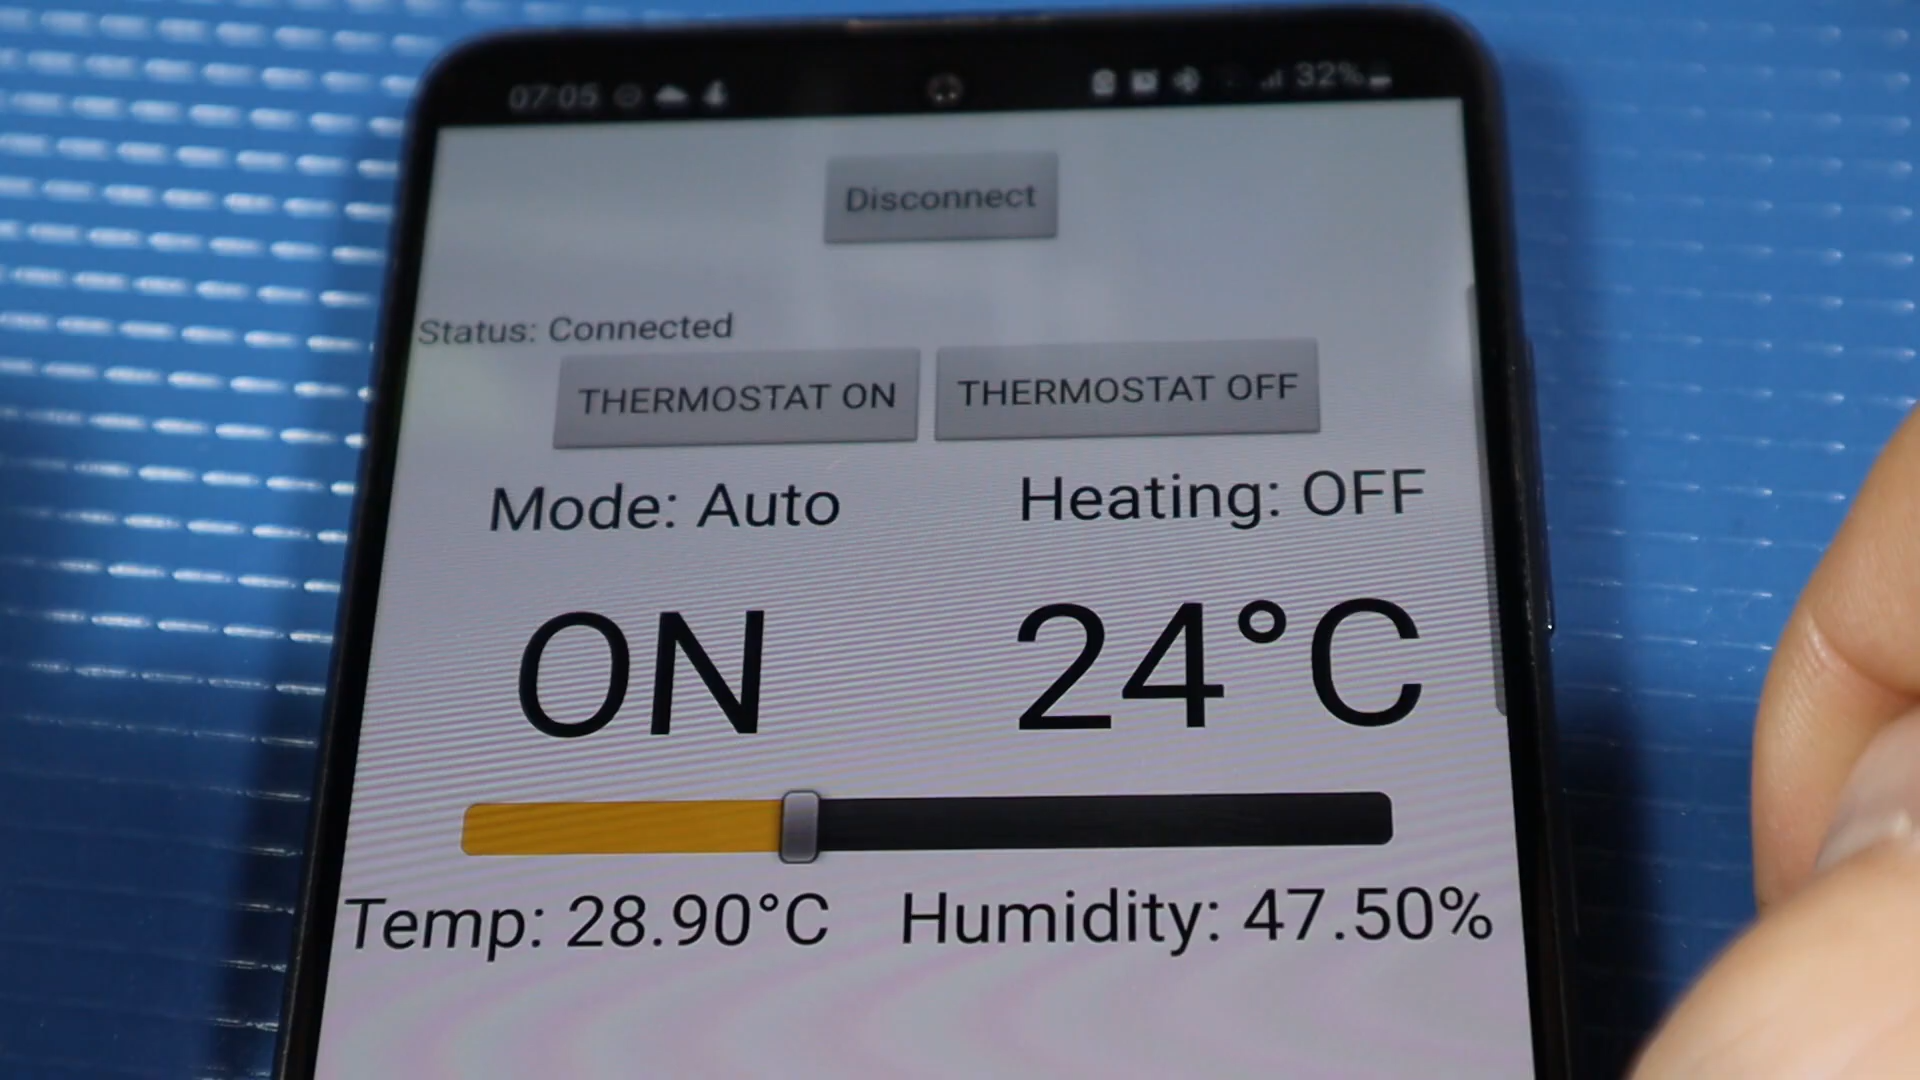 07:05 32%
Disconnect
Status: Connected
THERMOSTAT ON THERMOSTAT OFF
Mode: Auto Heating: OFF
ON 24°C
Temp: 28.90°C Humidity: 47.50%